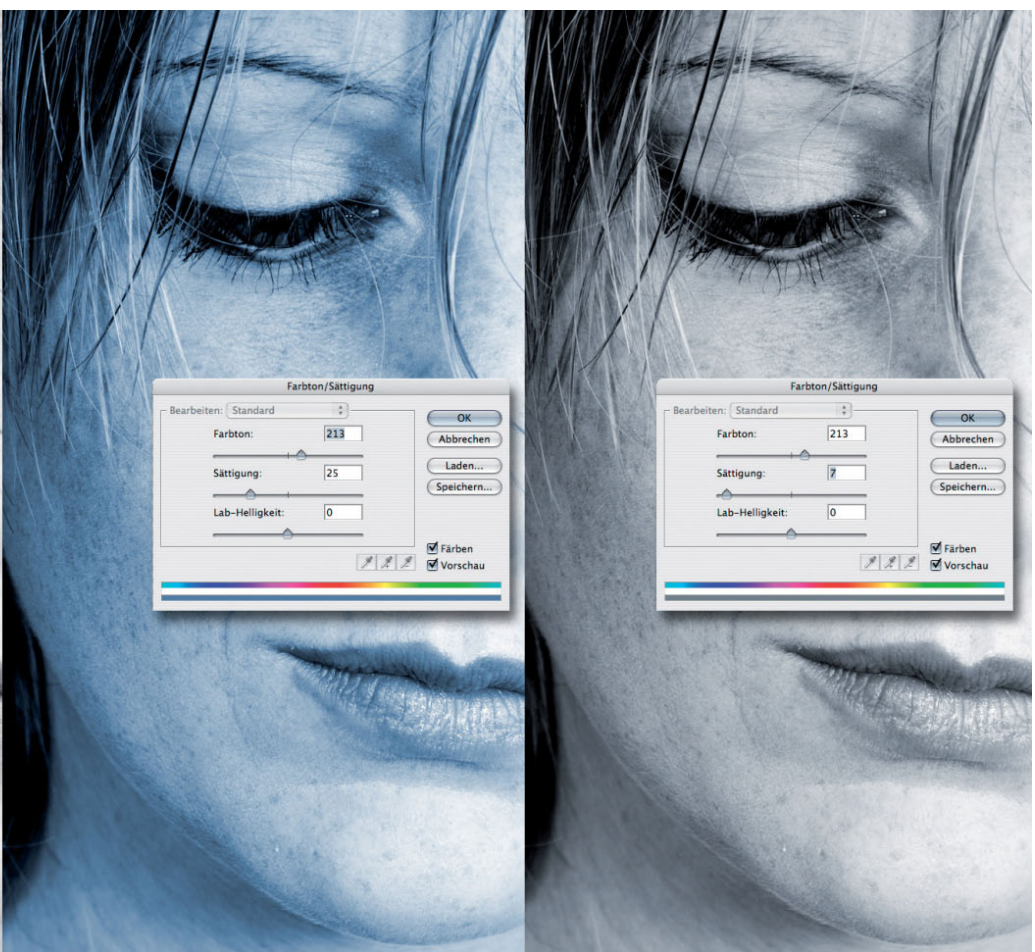 Farbton/Sättigung
Bearbeiten: Standard
OK
Farbton: 213
Abbrechen
Sättigung: 25
Laden...
Speichern...
Lab-Helligkeit: 0
Färben
Vorschau
Farbton/Sättigung
Bearbeiten: Standard
OK
Farbton: 213
Abbrechen
Sättigung: 7
Laden...
Speichern...
Lab-Helligkeit: 0
Färben
Vorschau